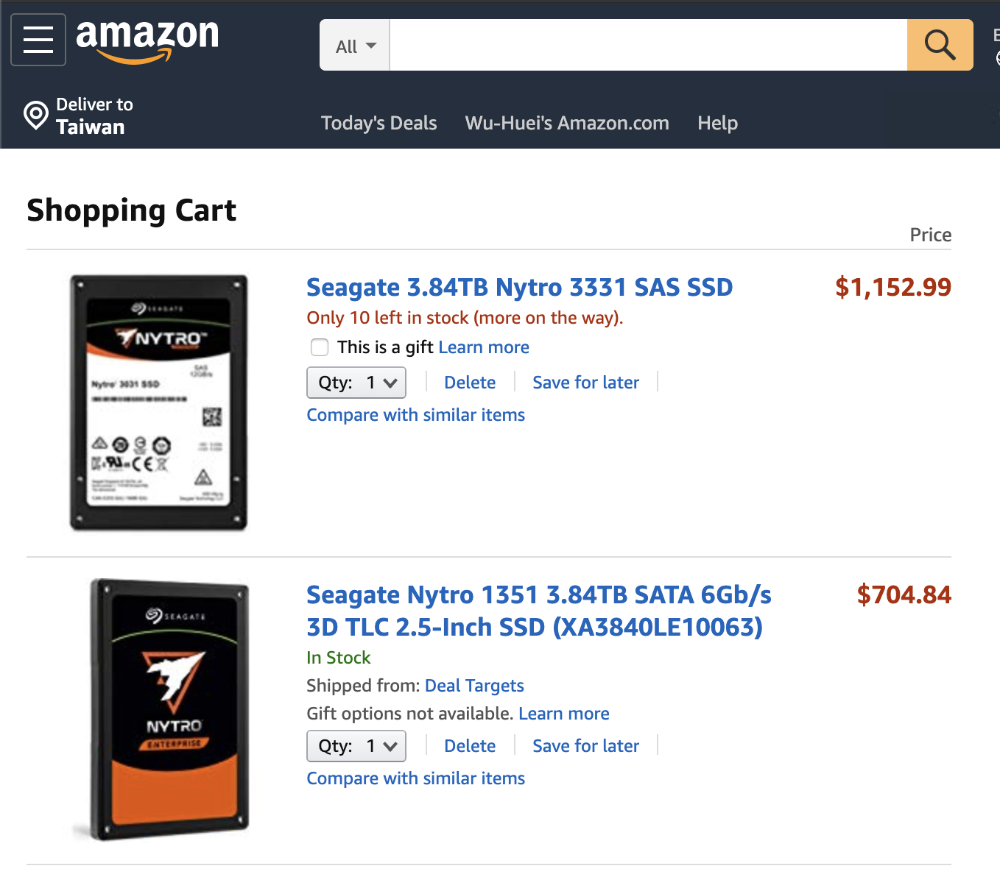 amazon
All
E
Deliver to
Taiwan
Today's Deals
Wu-Huei's Amazon.com
Help
Shopping Cart
Price
SEAGATE
NYTRO™
SAS
12GB/s
Nytro® 3031 SSD
Seagate 3.84TB Nytro 3331 SAS SSD
$1,152.99
Only 10 left in stock (more on the way).
This is a gift Learn more
Qty: 1
Delete
Save for later
Compare with similar items
SEAGATE
NYTRO
ENTERPRISE
Seagate Nytro 1351 3.84TB SATA 6Gb/s
3D TLC 2.5-Inch SSD (XA3840LE10063)
$704.84
In Stock
Shipped from: Deal Targets
Gift options not available. Learn more
Qty: 1
Delete
Save for later
Compare with similar items